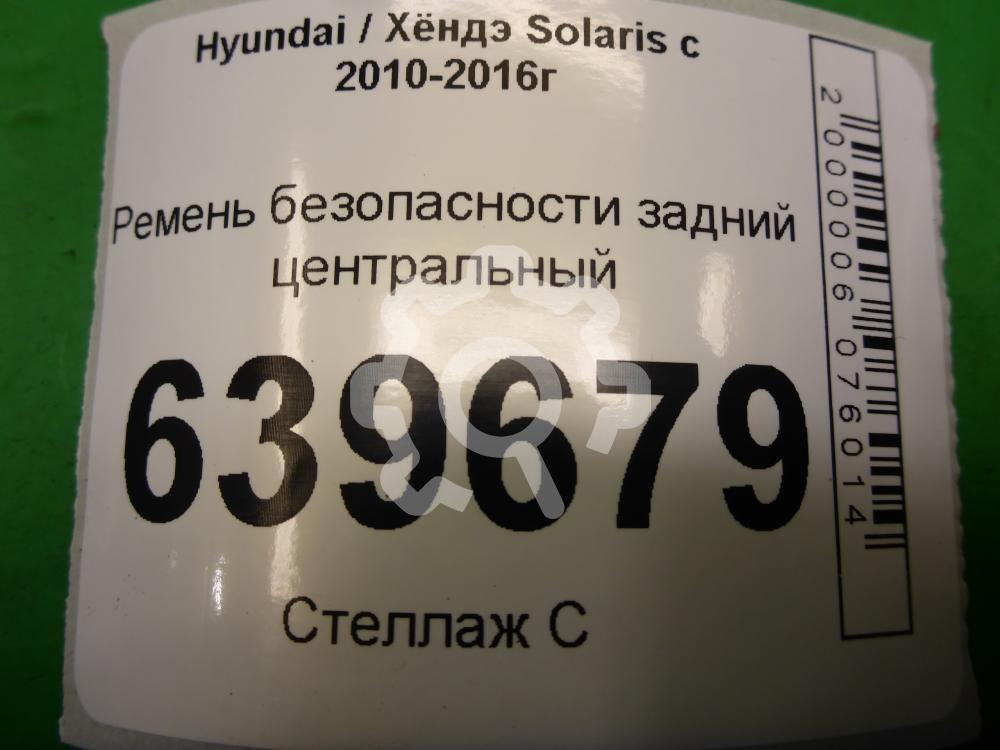 Hyundai / Хёндэ Solaris с
2010-2016г
Ремень безопасности задний
центральный
639679
Стеллаж С
2000006076014